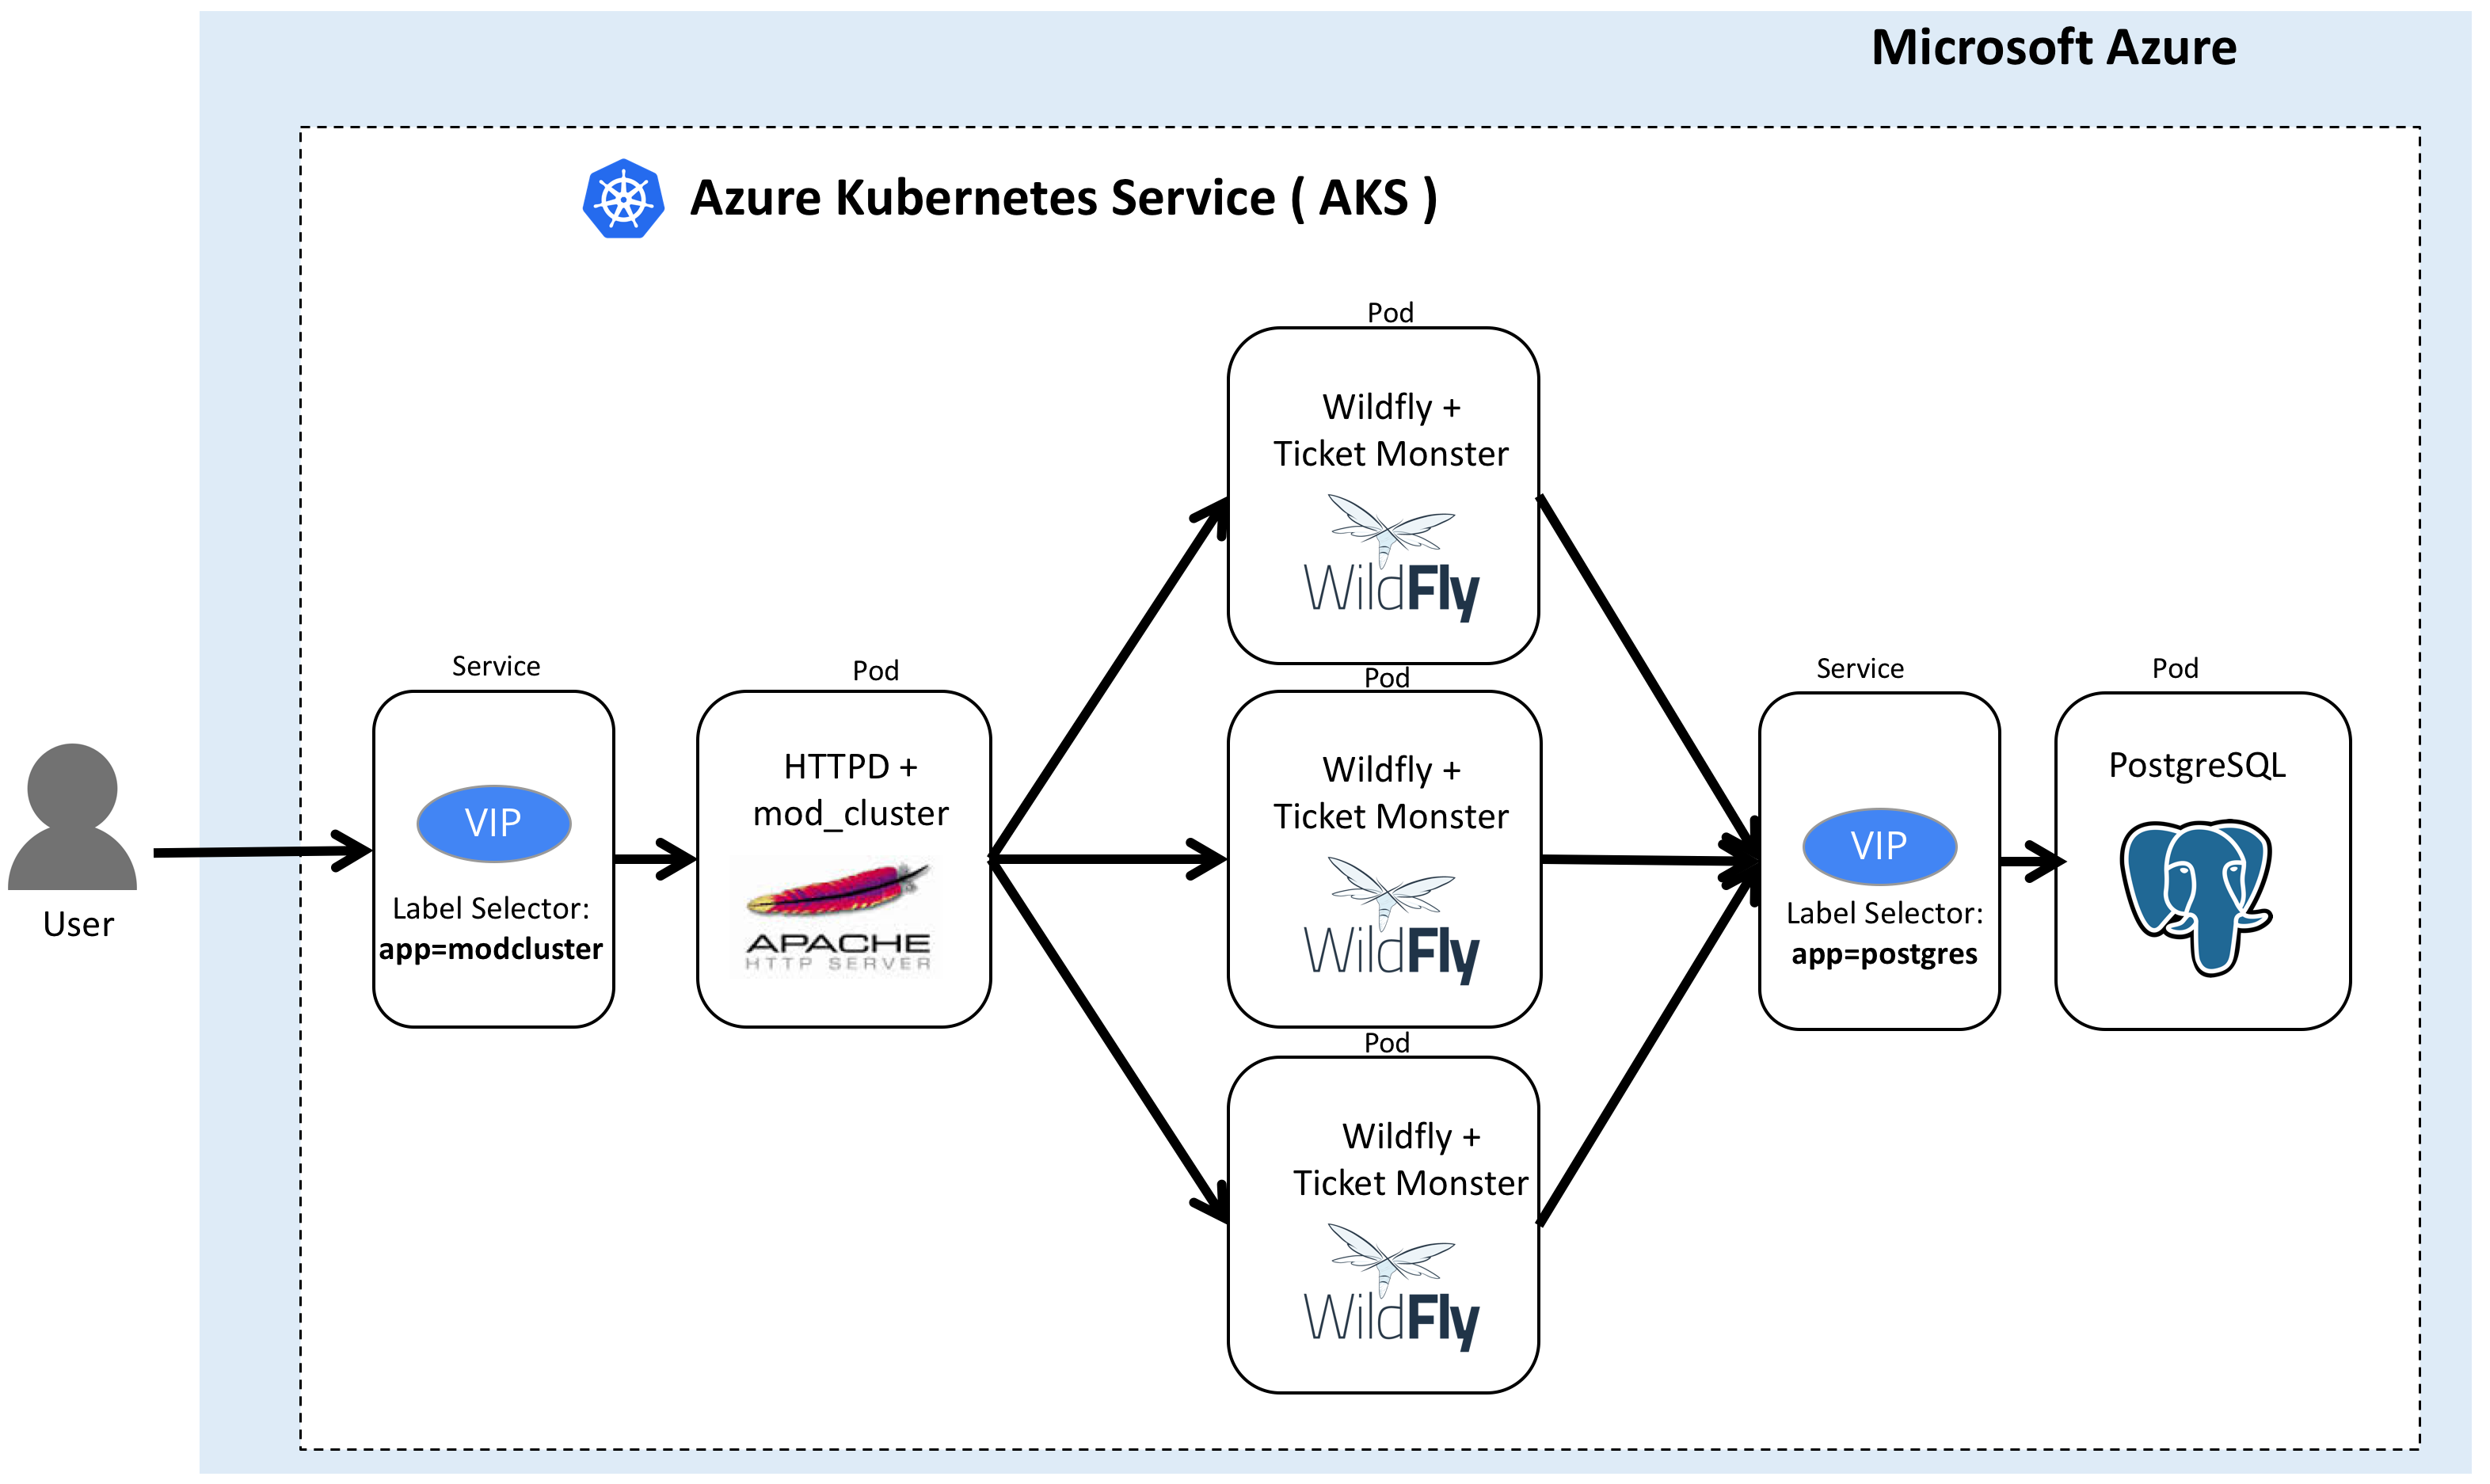 Microsoft Azure
Azure Kubernetes Service ( AKS )
User
Service
VIP
Label Selector:
app=modcluster
Pod
HTTPD +
mod_cluster
APACHE
HTTP SERVER
Pod
Wildfly +
Ticket Monster
WildFly
Pod
Wildfly +
Ticket Monster
WildFly
Pod
Wildfly +
Ticket Monster
WildFly
Service
VIP
Label Selector:
app=postgres
Pod
PostgreSQL